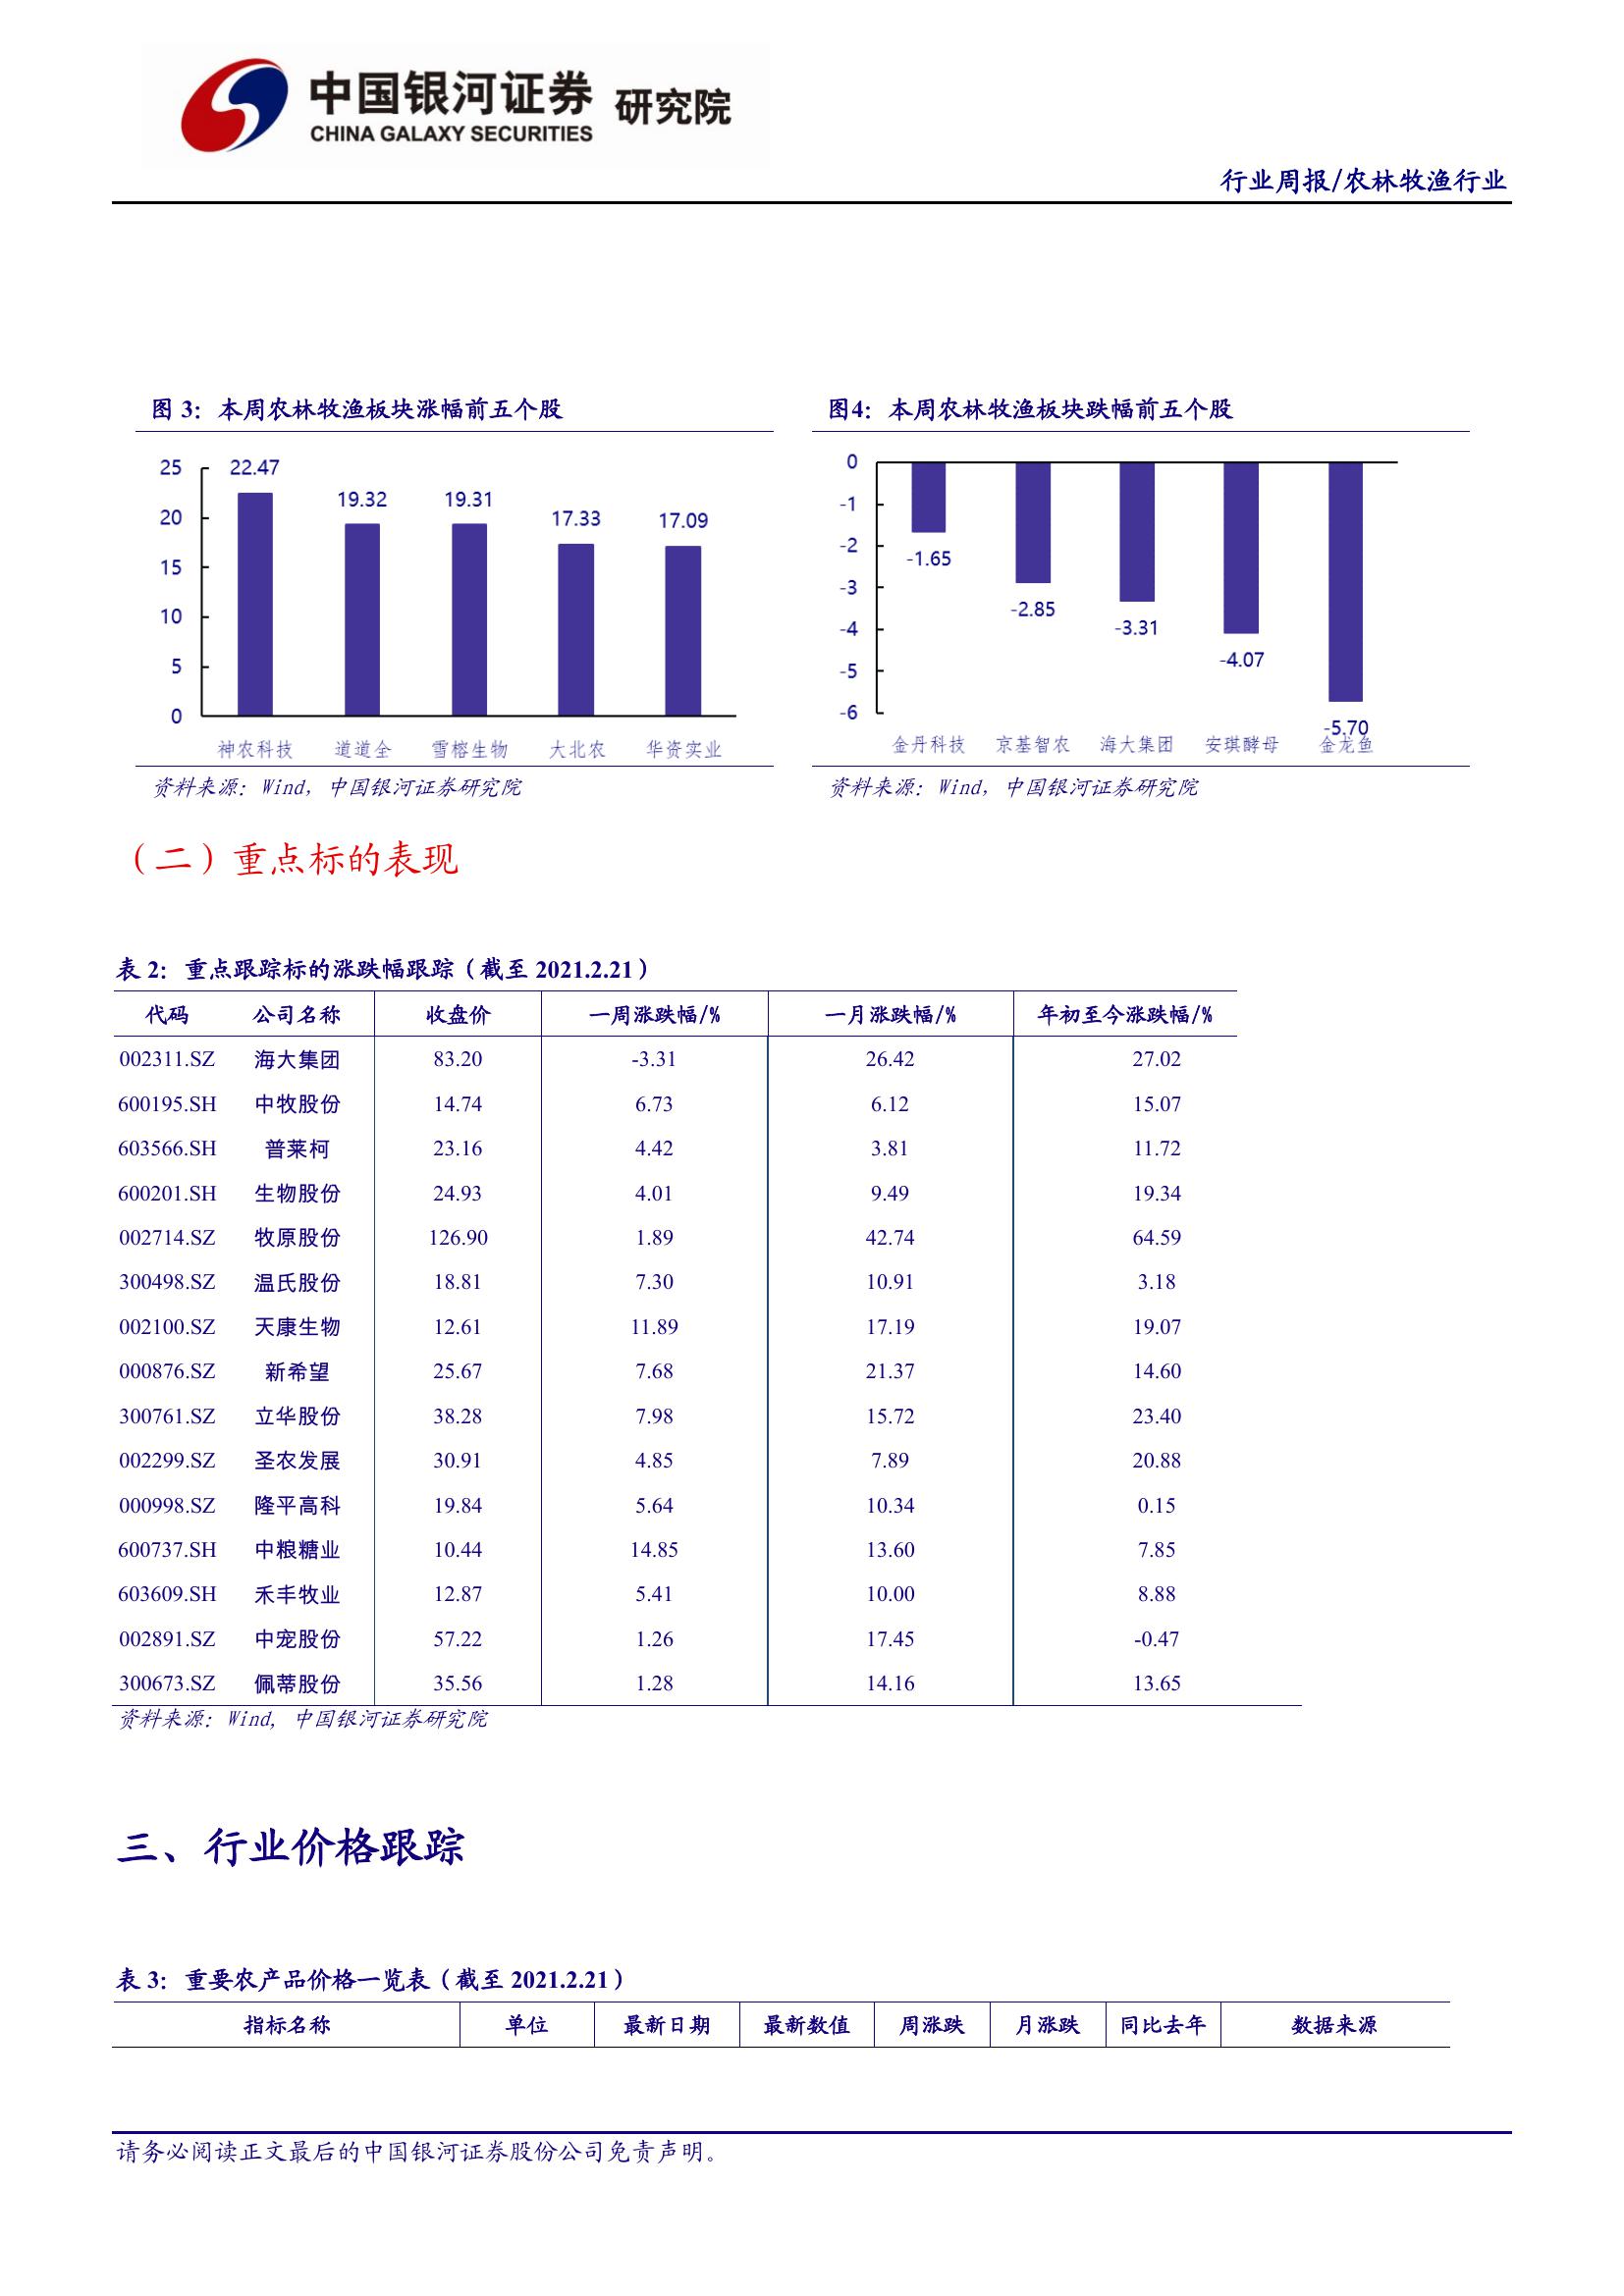 中国银河证券 研究院
CHINA GALAXY SECURITIES
行业周报/农林牧渔行业
图 3：本周农林牧渔板块涨幅前五个股
25
20
15
10
5
0
22.47
19.32
19.31
17.33
17.09
神农科技 道道全 雪榕生物 大北农 华资实业
资料来源：Wind，中国银河证券研究院
图4：本周农林牧渔板块跌幅前五个股
0
-1
-2
-3
-4
-5
-6
-1.65
-2.85
-3.31
-4.07
-5.70
金丹科技 京基智农 海大集团 安琪酵母 金龙鱼
资料来源：Wind，中国银河证券研究院
（二）重点标的表现
表 2：重点跟踪标的涨跌幅跟踪（截至 2021.2.21）
代码 公司名称 收盘价 一周涨跌幅/% 一月涨跌幅/% 年初至今涨跌幅/%
002311.SZ 海大集团 83.20 -3.31 26.42 27.02
600195.SH 中牧股份 14.74 6.73 6.12 15.07
603566.SH 普莱柯 23.16 4.42 3.81 11.72
600201.SH 生物股份 24.93 4.01 9.49 19.34
002714.SZ 牧原股份 126.90 1.89 42.74 64.59
300498.SZ 温氏股份 18.81 7.30 10.91 3.18
002100.SZ 天康生物 12.61 11.89 17.19 19.07
000876.SZ 新希望 25.67 7.68 21.37 14.60
300761.SZ 立华股份 38.28 7.98 15.72 23.40
002299.SZ 圣农发展 30.91 4.85 7.89 20.88
000998.SZ 隆平高科 19.84 5.64 10.34 0.15
600737.SH 中粮糖业 10.44 14.85 13.60 7.85
603609.SH 禾丰牧业 12.87 5.41 10.00 8.88
002891.SZ 中宠股份 57.22 1.26 17.45 -0.47
300673.SZ 佩蒂股份 35.56 1.28 14.16 13.65
资料来源：Wind, 中国银河证券研究院
三、行业价格跟踪
表 3：重要农产品价格一览表（截至 2021.2.21）
指标名称 单位 最新日期 最新数值 周涨跌 月涨跌 同比去年 数据来源
请务必阅读正文最后的中国银河证券股份公司免责声明。